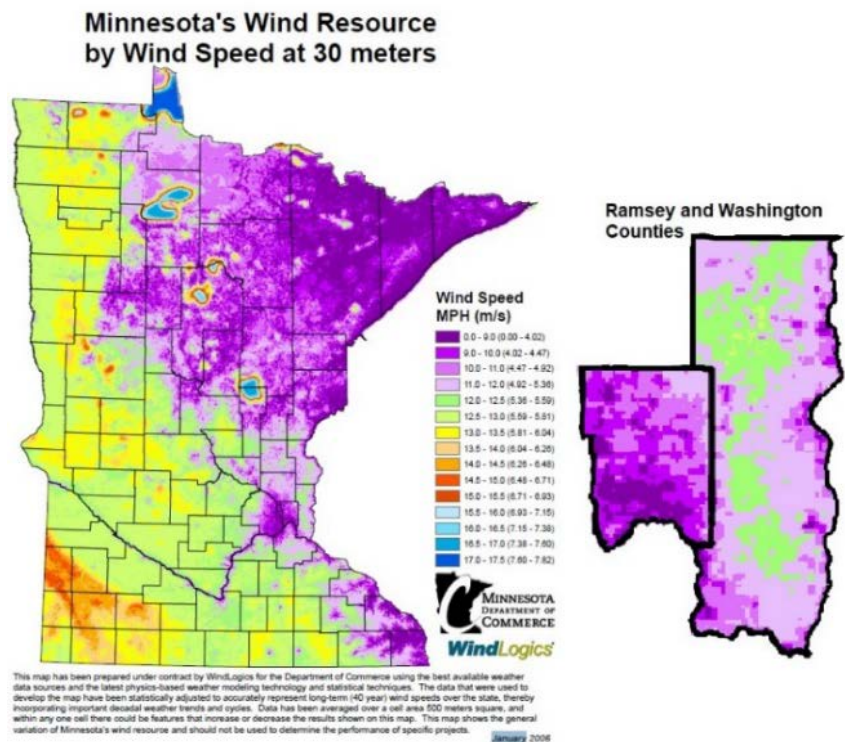 Minnesota's Wind Resource
by Wind Speed at 30 meters
Ramsey and Washington
Counties
Wind Speed
MPH (m/s)
0.0 - 9.0 (0.00 - 4.02)
9.0 - 10.0 (4.02 - 4.47)
10.0 - 11.0 (4.47 - 4.92)
11.0 - 12.0 (4.92 - 5.36)
12.0 - 12.5 (5.36 - 5.59)
12.5 - 13.0 (5.59 - 5.81)
13.0 - 13.5 (5.81 - 6.04)
13.5 - 14.0 (6.04 - 6.26)
14.0 - 14.5 (6.26 - 6.48)
14.5 - 15.0 (6.48 - 6.71)
15.0 - 15.5 (6.71 - 6.93)
15.5 - 16.0 (6.93 - 7.15)
16.0 - 16.5 (7.15 - 7.38)
16.5 - 17.0 (7.38 - 7.60)
17.0 - 17.5 (7.60 - 7.82)
MINNESOTA
DEPARTMENT OF
COMMERCE
WindLogics
This map has been prepared under contract by WindLogics for the Department of Commerce using the best available weather
data sources and the latest physics-based weather modeling technology and statistical techniques. The data that were used to
develop the map have been statistically adjusted to accurately represent long-term (40 year) wind speeds over the state, thereby
incorporating important decadal weather trends and cycles. Data has been averaged over a cell area 500 meters square, and
within any one cell there could be features that increase or decrease the results shown on this map. This map shows the general
variation of Minnesota's wind resource and should not be used to determine the performance of specific projects.
January 2006